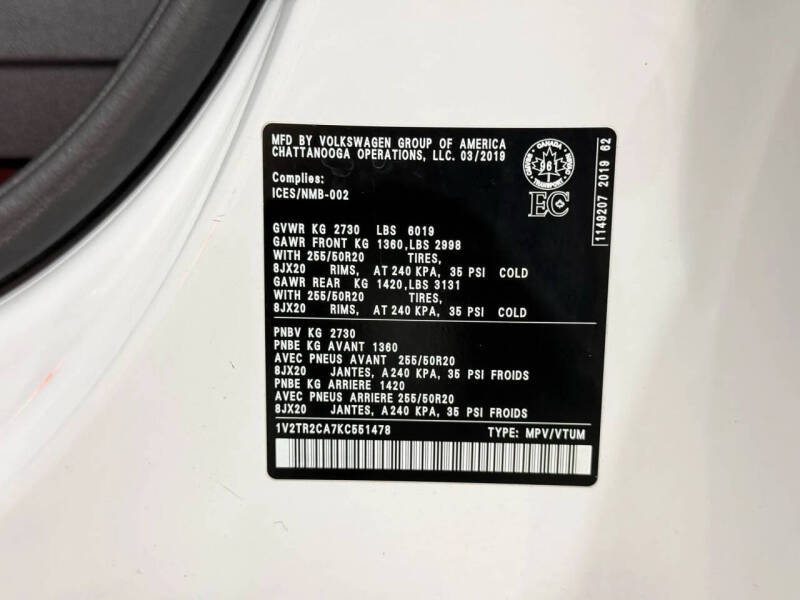 MFD BY VOLKSWAGEN GROUP OF AMERICA
CHATTANOOGA OPERATIONS, LLC. 03/2019
Complies:
ICES/NMB-002
CANADA
96
TRANSPORT
EC
1149207 2019 62
GVWR KG 2730 LBS 6019
GAWR FRONT KG 1360,LBS 2998
WITH 255/50R20 TIRES,
8JX20 RIMS, AT 240 KPA, 35 PSI COLD
GAWR REAR KG 1420,LBS 3131
WITH 255/50R20 TIRES,
8JX20 RIMS, AT 240 KPA, 35 PSI COLD
PNBV KG 2730
PNBE KG AVANT 1360
AVEC PNEUS AVANT 255/50R20
8JX20 JANTES, A 240 KPA, 35 PSI FROIDS
PNBE KG ARRIERE 1420
AVEC PNEUS ARRIERE 255/50R20
8JX20 JANTES, A 240 KPA, 35 PSI FROIDS
1V2TR2CA7KC551478 TYPE: MPV/VTUM